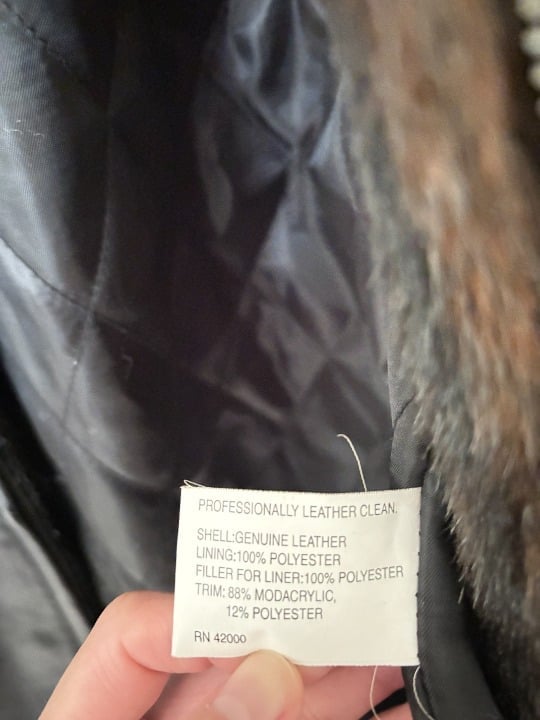 PROFESSIONALLY LEATHER CLEAN.
SHELL:GENUINE LEATHER
LINING:100% POLYESTER
FILLER FOR LINER:100% POLYESTER
TRIM: 88% MODACRYLIC,
12% POLYESTER
RN 42000